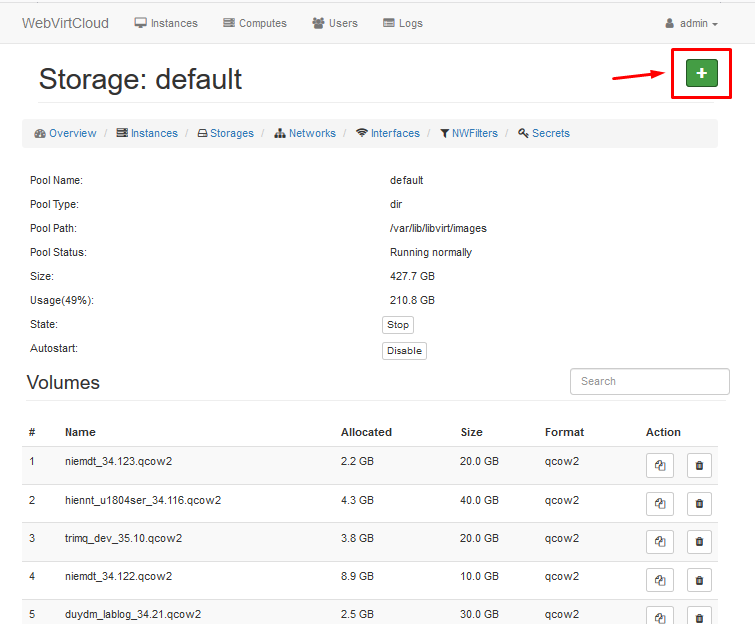 WebVirtCloud Instances Computes Users Logs admin
Storage: default +
Overview / Instances / Storages / Networks / Interfaces / NWFilters / Secrets
Pool Name: default
Pool Type: dir
Pool Path: /var/lib/libvirt/images
Pool Status: Running normally
Size: 427.7 GB
Usage(49%): 210.8 GB
State: Stop
Autostart: Disable
Volumes Search
# Name Allocated Size Format Action
1 niemdt_34.123.qcow2 2.2 GB 20.0 GB qcow2
2 hiennt_u1804ser_34.116.qcow2 4.3 GB 40.0 GB qcow2
3 trimq_dev_35.10.qcow2 3.8 GB 20.0 GB qcow2
4 niemdt_34.122.qcow2 8.9 GB 10.0 GB qcow2
5 duydm_lablog_34.21.qcow2 2.5 GB 30.0 GB qcow2